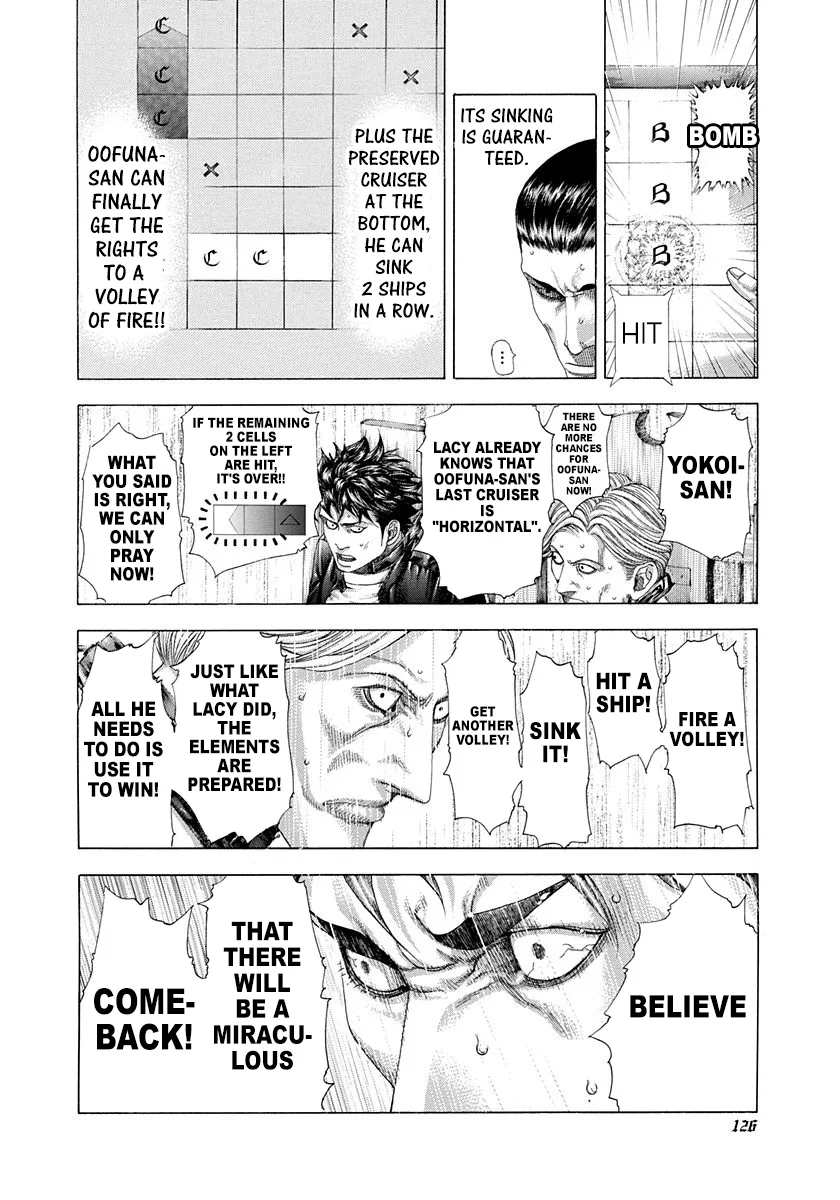 BOMB
B
B
B
HIT
ITS SINKING
IS GUARAN-
TEED.
...
C
C
C
C C
PLUS THE
PRESERVED
CRUISER
AT THE
BOTTOM,
HE CAN
SINK
2 SHIPS
IN A ROW.
OOFUNA-
SAN CAN
FINALLY
GET THE
RIGHTS
TO A
VOLLEY
OF FIRE!!
YOKOI-
SAN!
THERE
ARE NO
MORE
CHANCES
FOR
OOFUNA-
SAN
NOW!
LACY ALREADY
KNOWS THAT
OOFUNA-SAN'S
LAST CRUISER
IS
"HORIZONTAL".
IF THE REMAINING
2 CELLS
ON THE LEFT
ARE HIT,
IT'S OVER!!
WHAT
YOU SAID
IS RIGHT,
WE CAN
ONLY
PRAY
NOW!
FIRE A
VOLLEY!
HIT A
SHIP!
SINK
IT!
GET
ANOTHER
VOLLEY!
JUST LIKE
WHAT
LACY DID,
THE
ELEMENTS
ARE
PREPARED!
ALL HE
NEEDS
TO DO IS
USE IT
TO WIN!
BELIEVE
THAT
THERE
WILL
BE A
MIRACU-
LOUS
COME-
BACK!
126